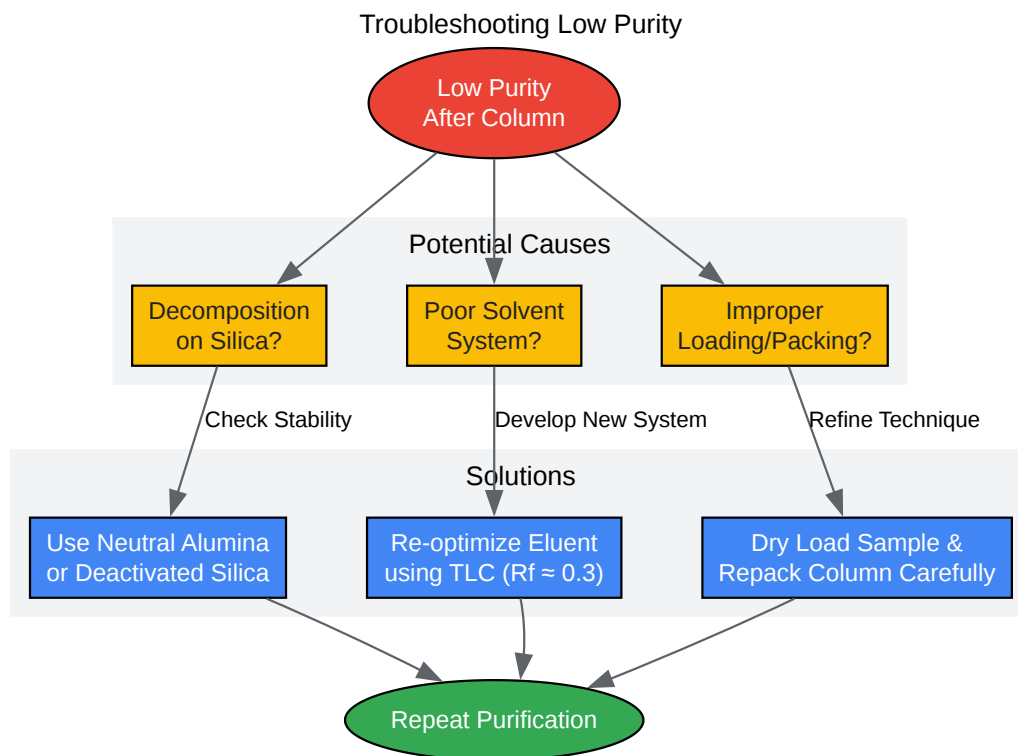 Troubleshooting Low Purity
Low Purity
After Column
Potential Causes
Decomposition
on Silica?
Poor Solvent
System?
Improper
Loading/Packing?
Check Stability
Develop New System
Refine Technique
Solutions
Use Neutral Alumina
or Deactivated Silica
Re-optimize Eluent
using TLC (Rf ≈ 0.3)
Dry Load Sample &
Repack Column Carefully
Repeat Purification